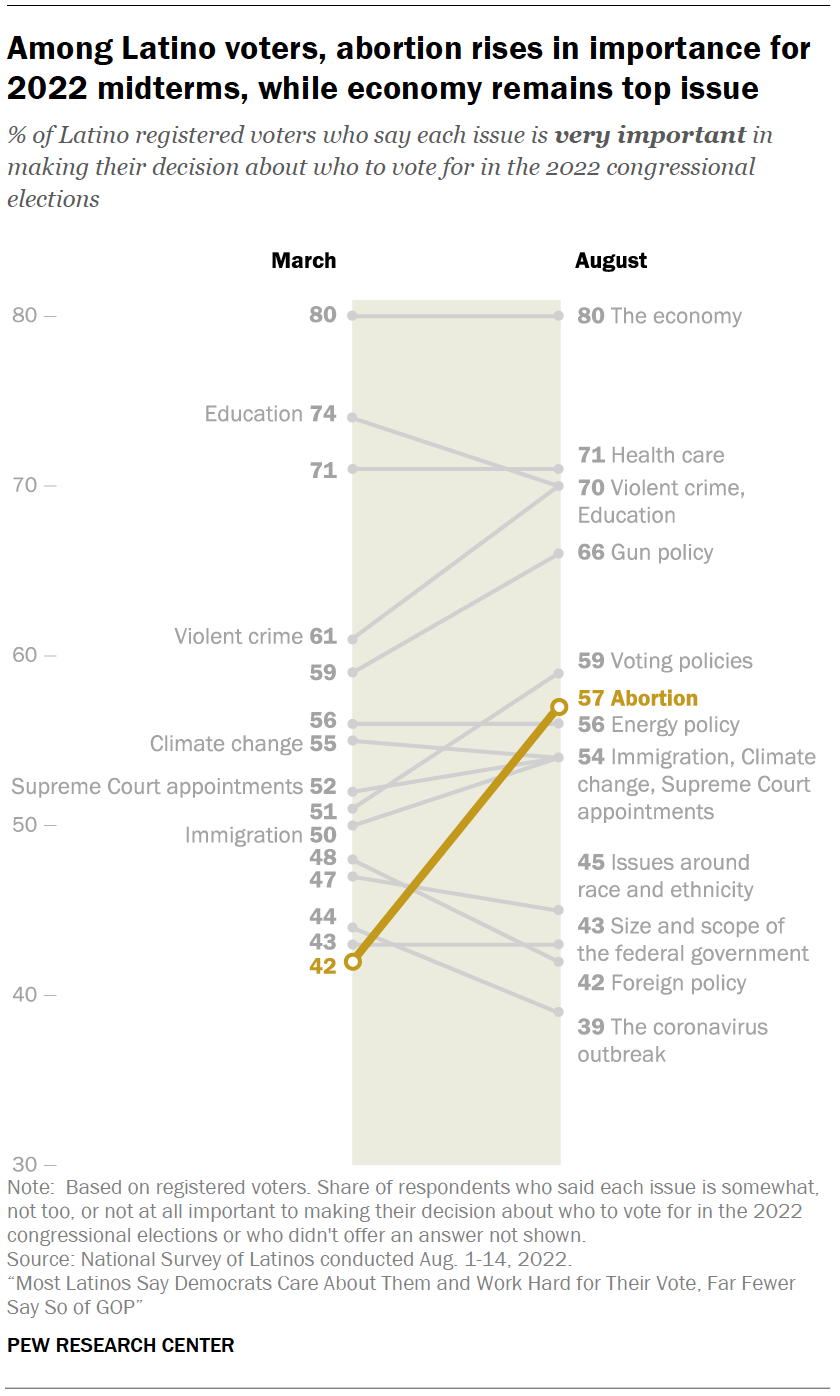 Among Latino voters, abortion rises in importance for
2022 midterms, while economy remains top issue
% of Latino registered voters who say each issue is very important in
making their decision about who to vote for in the 2022 congressional
elections
March August
80 – 80 80 The economy
Education 74
71 71 Health care
70 – 70 Violent crime,
Education
66 Gun policy
Violent crime 61
60 – 59 Voting policies
59
57 Abortion
56 56 Energy policy
Climate change 55 54 Immigration, Climate
change, Supreme Court
Supreme Court appointments 52 appointments
51
50 –
Immigration 50
48 45 Issues around
47 race and ethnicity
44 43 Size and scope of
43 the federal government
42 42 Foreign policy
40 –
39 The coronavirus
outbreak
30 –
Note: Based on registered voters. Share of respondents who said each issue is somewhat,
not too, or not at all important to making their decision about who to vote for in the 2022
congressional elections or who didn't offer an answer not shown.
Source: National Survey of Latinos conducted Aug. 1-14, 2022.
“Most Latinos Say Democrats Care About Them and Work Hard for Their Vote, Far Fewer
Say So of GOP”
PEW RESEARCH CENTER